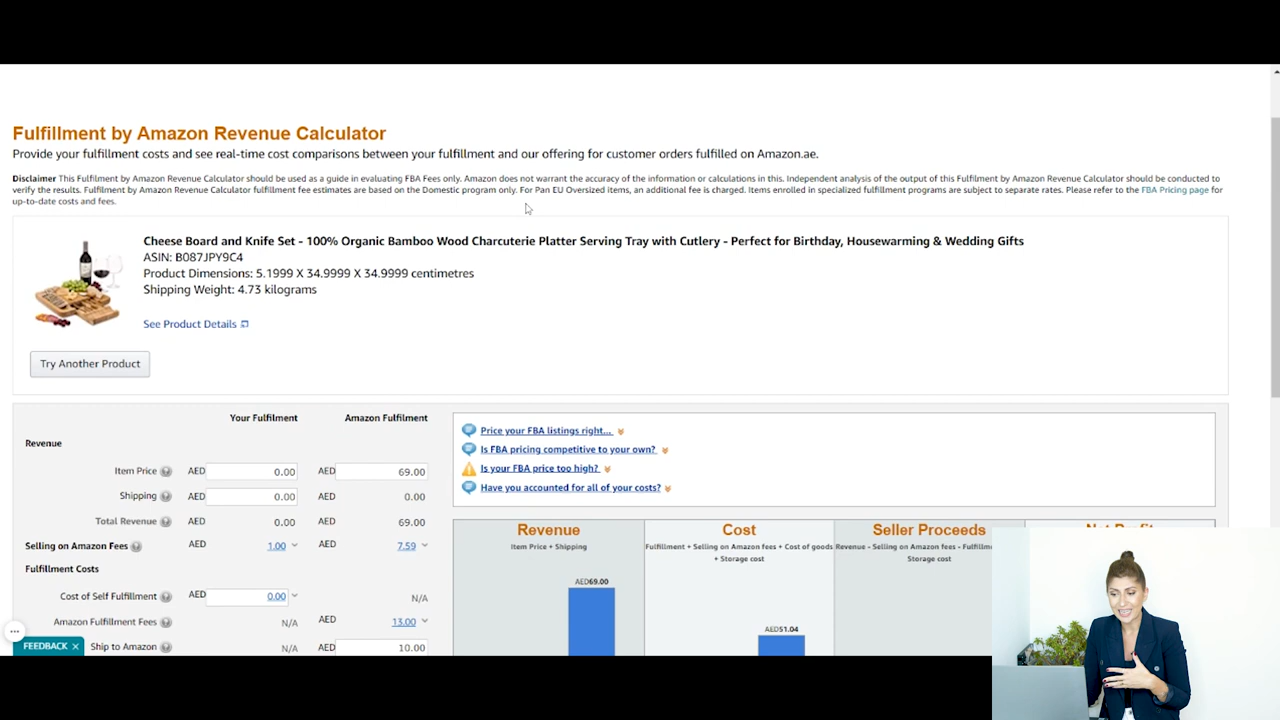 Fulfillment by Amazon Revenue Calculator
Provide your fulfillment costs and see real-time cost comparisons between your fulfillment and our offering for customer orders fulfilled on Amazon.ae.
Disclaimer This Fulfilment by Amazon Revenue Calculator should be used as a guide in evaluating FBA Fees only. Amazon does not warrant the accuracy of the information or calculations in this. Independent analysis of the output of this Fulfilment by Amazon Revenue Calculator should be conducted to
verify the results. Fulfilment by Amazon Revenue Calculator fulfillment fee estimates are based on the Domestic program only. For Pan EU Oversized items, an additional fee is charged. Items enrolled in specialized fulfillment programs are subject to separate rates. Please refer to the FBA Pricing page for
up-to-date costs and fees.
Cheese Board and Knife Set - 100% Organic Bamboo Wood Charcuterie Platter Serving Tray with Cutlery - Perfect for Birthday, Housewarming & Wedding Gifts
ASIN: B087JPY9C4
Product Dimensions: 5.1999 X 34.9999 X 34.9999 centimetres
Shipping Weight: 4.73 kilograms
See Product Details
Try Another Product
Your Fulfilment Amazon Fulfilment
Revenue
Item Price AED 0.00 AED 69.00
Shipping AED 0.00 AED 0.00
Total Revenue AED 0.00 AED 69.00
Selling on Amazon Fees AED 1.00 AED 7.59
Fulfillment Costs
Cost of Self Fulfillment AED 0.00 N/A
Amazon Fulfillment Fees N/A AED 13.00
Ship to Amazon N/A AED 10.00
FEEDBACK
Price your FBA listings right...
Is FBA pricing competitive to your own?
Is your FBA price too high?
Have you accounted for all of your costs?
Revenue
Item Price + Shipping
AED69.00
Cost
Fulfillment + Selling on Amazon fees + Cost of goods
+ Storage cost
AED51.04
Seller Proceeds
Revenue - Selling on Amazon fees - Fulfillm
Storage cost